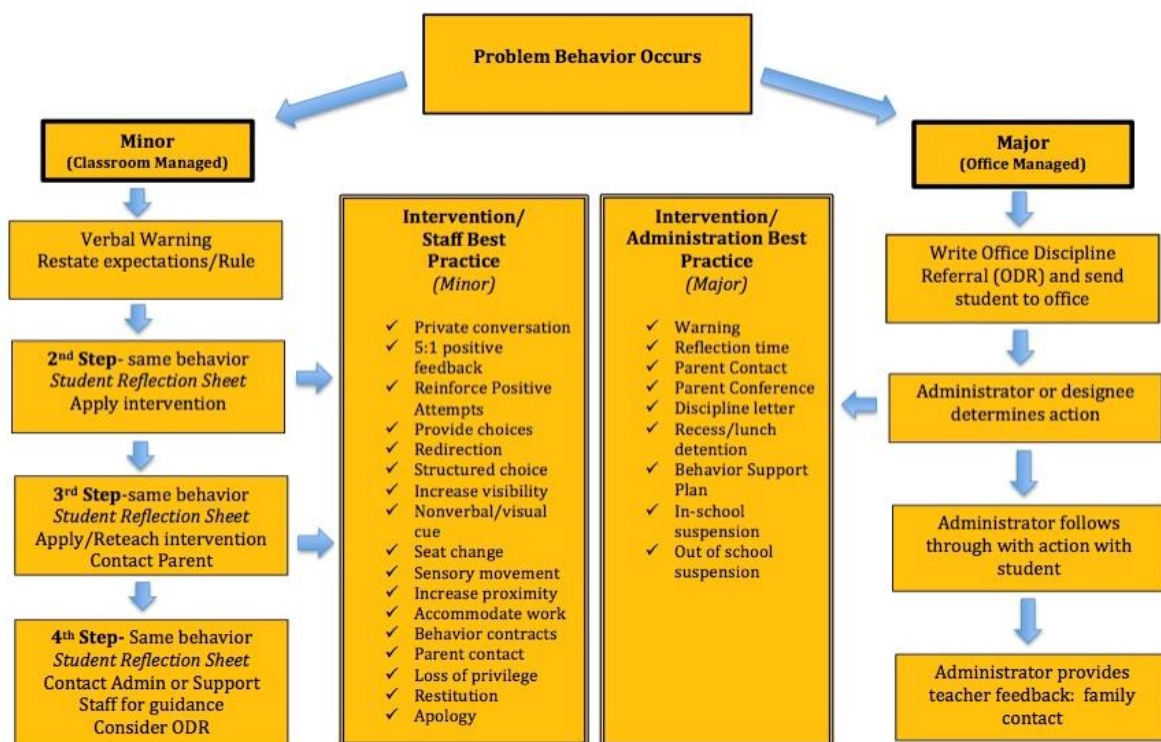 Problem Behavior Occurs
Minor
(Classroom Managed)
Verbal Warning
Restate expectations/Rule
2nd Step- same behavior
Student Reflection Sheet
Apply intervention
3rd Step-same behavior
Student Reflection Sheet
Apply/Reteach intervention
Contact Parent
4th Step- Same behavior
Student Reflection Sheet
Contact Admin or Support
Staff for guidance
Consider ODR
Intervention/
Staff Best
Practice
(Minor)
✓ Private conversation
✓ 5:1 positive
feedback
✓ Reinforce Positive
Attempts
✓ Provide choices
✓ Redirection
✓ Structured choice
✓ Increase visibility
✓ Nonverbal/visual
cue
✓ Seat change
✓ Sensory movement
✓ Increase proximity
✓ Accommodate work
✓ Behavior contracts
✓ Parent contact
✓ Loss of privilege
✓ Restitution
✓ Apology
Intervention/
Administration Best
Practice
(Major)
✓ Warning
✓ Reflection time
✓ Parent Contact
✓ Parent Conference
✓ Discipline letter
✓ Recess/lunch
detention
✓ Behavior Support
Plan
✓ In-school
suspension
✓ Out of school
suspension
Major
(Office Managed)
Write Office Discipline
Referral (ODR) and send
student to office
Administrator or designee
determines action
Administrator follows
through with action with
student
Administrator provides
teacher feedback: family
contact